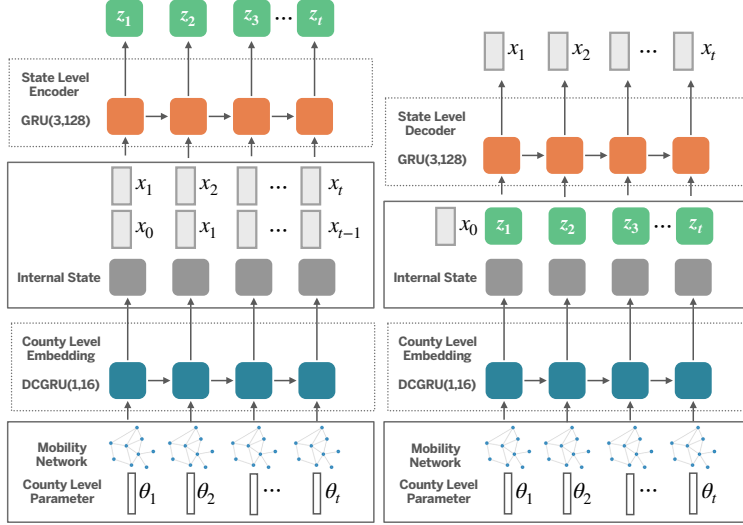 z1 z2 z3 ... zt
State Level
Encoder
GRU(3,128)
x1 x2 ... xt
x0 x1 ... xt−1
Internal State
County Level
Embedding
DCGRU(1,16)
Mobility
Network
County Level
Parameter
θ1 θ2 ... θt
x1 x2 ... xt
State Level
Decoder
GRU(3,128)
x0 z1 z2 z3 ... zt
Internal State
County Level
Embedding
DCGRU(1,16)
Mobility
Network
County Level
Parameter
θ1 θ2 ... θt